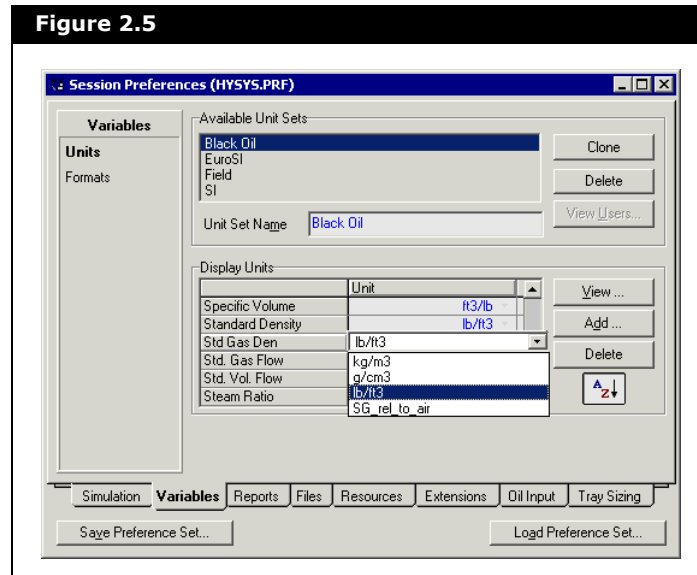 Figure 2.5
Session Preferences (HYSYS.PRF)
Variables
Units
Formats
Available Unit Sets
Black Oil
EuroSI
Field
SI
Unit Set Name Black Oil
Clone
Delete
View Users...
Display Units
Unit
Specific Volume ft3/lb
Standard Density lb/ft3
Std Gas Den lb/ft3
Std. Gas Flow
Std. Vol. Flow
Steam Ratio
kg/m3
g/cm3
lb/ft3
SG_rel_to_air
View ...
Add ...
Delete
AZ
Simulation Variables Reports Files Resources Extensions Oil Input Tray Sizing
Save Preference Set... Load Preference Set...